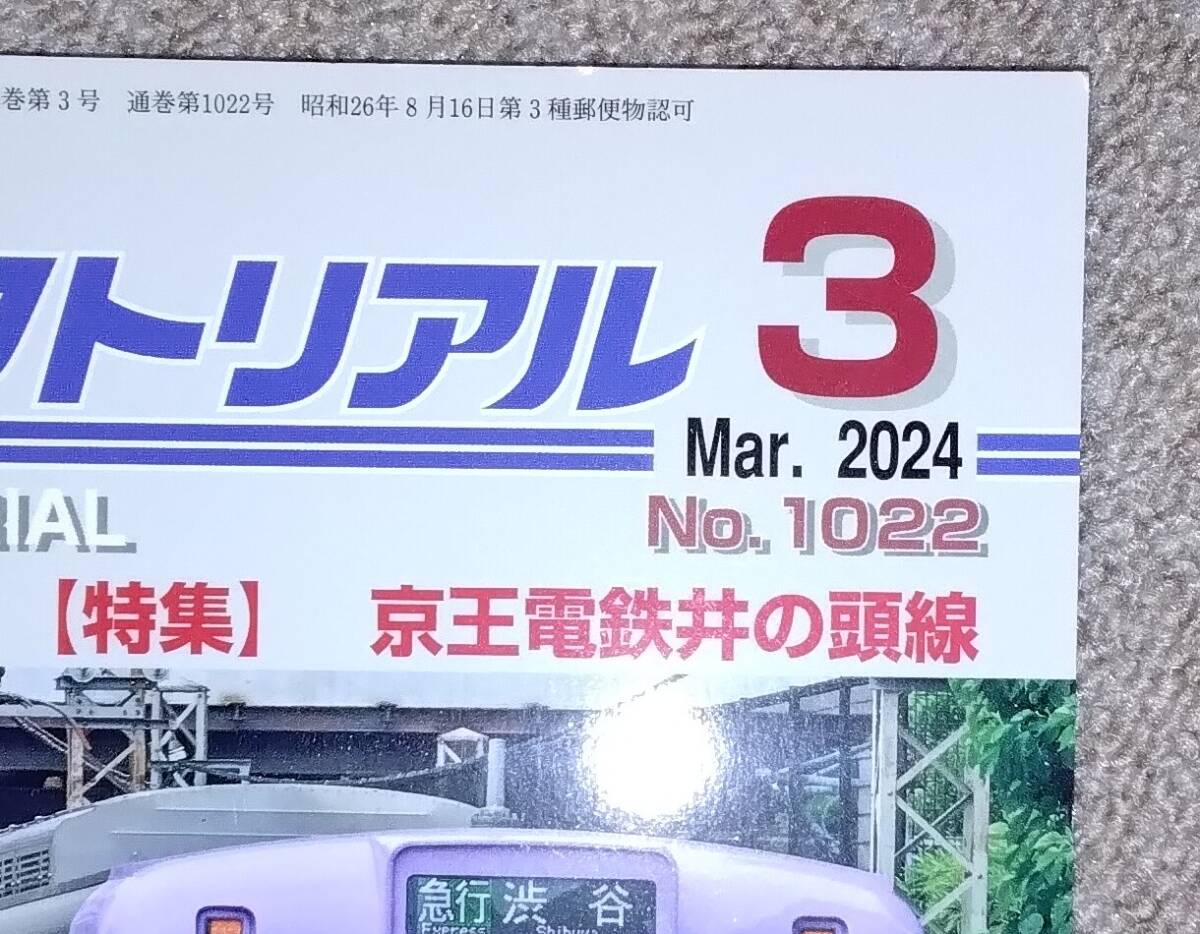 巻第3号 通巻第1022号 昭和26年8月16日第3種郵便物認可
クトリアル 3
Mar. 2024
RIAL No.1022
【特集】 京王電鉄井の頭線
急行 渋谷
Express Shibuya